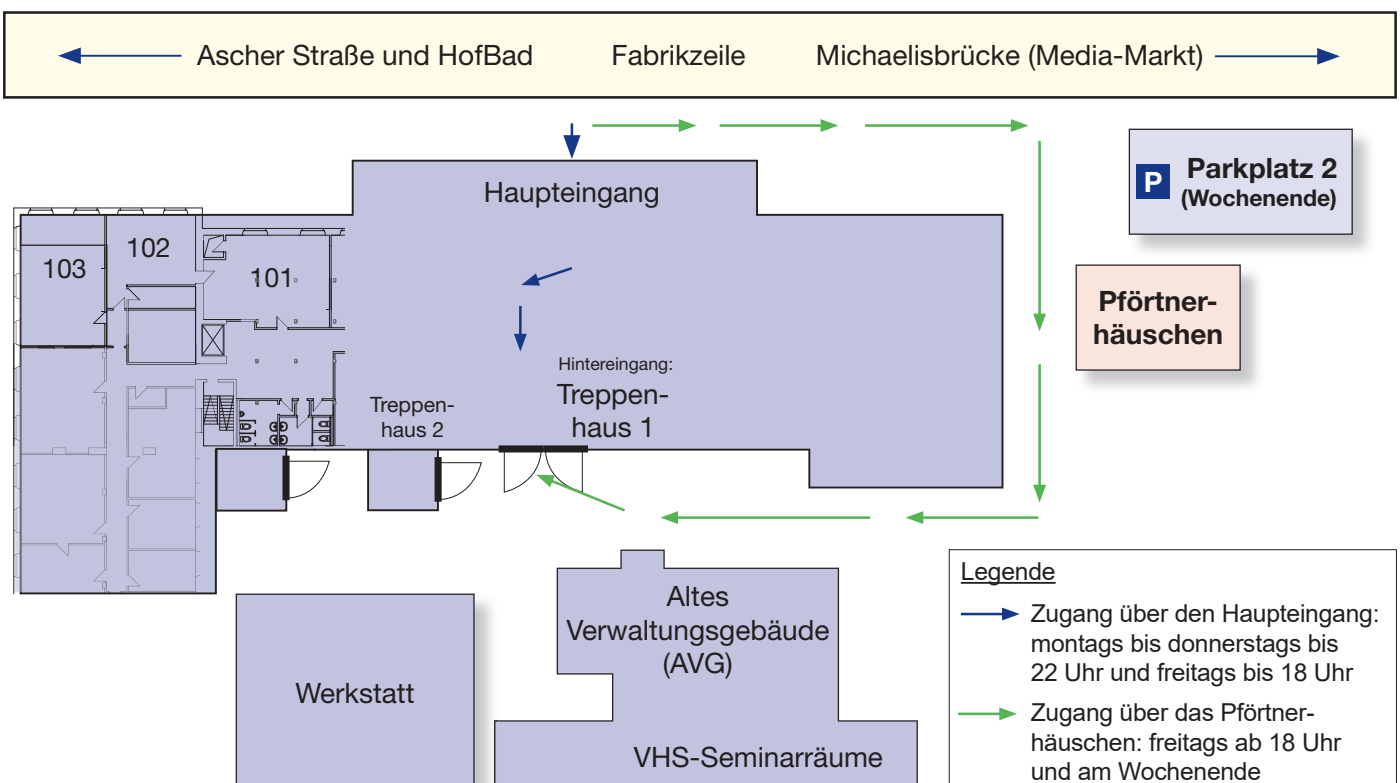 Ascher Straße und HofBad Fabrikzeile Michaelisbrücke (Media-Markt)
Haupteingang
P Parkplatz 2
(Wochenende)
103
102
101
Pförtner-
häuschen
Hintereingang:
Treppen-
haus 1
Treppen-
haus 2
Altes
Verwaltungsgebäude
(AVG)
Werkstatt
VHS-Seminarräume
Legende
Zugang über den Haupteingang:
montags bis donnerstags bis
22 Uhr und freitags bis 18 Uhr
Zugang über das Pförtner-
häuschen: freitags ab 18 Uhr
und am Wochenende